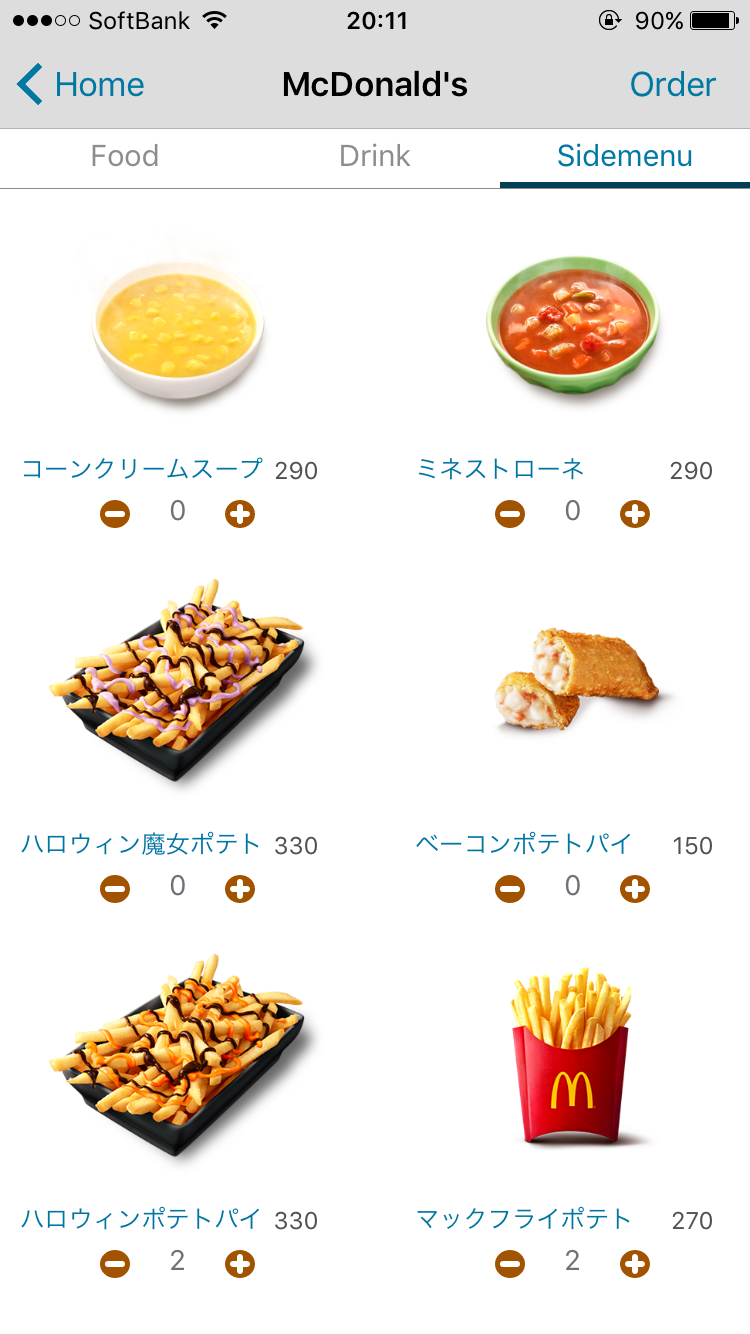 SoftBank 20:11 90%
Home McDonald's Order
Food Drink Sidemenu
コーンクリームスープ 290
ミネストローネ 290
0
0
ハロウィン魔女ポテト 330
ベーコンポテトパイ 150
0
0
ハロウィンポテトパイ 330
マックフライポテト 270
2
2